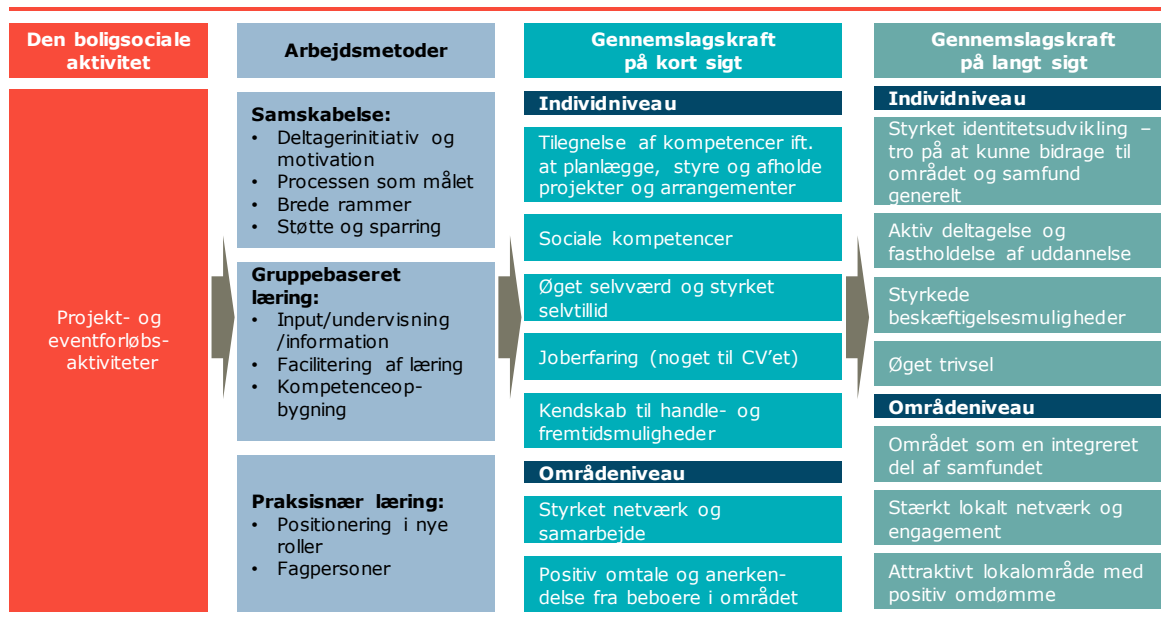 Den boligsociale
aktivitet
Projekt- og
eventforløbs-
aktiviteter
Arbejdsmetoder
Samskabelse:
• Deltagerinitiativ og
motivation
• Processen som målet
• Brede rammer
• Støtte og sparring
Gruppebaseret
læring:
• Input/undervisning
/information
• Facilitering af læring
• Kompetenceop-
bygning
Praksisnær læring:
• Positionering i nye
roller
• Fagpersoner
Gennemslagskraft
på kort sigt
Individniveau
Tilegnelse af kompetencer ift.
at planlægge, styre og afholde
projekter og arrangementer
Sociale kompetencer
Øget selvværd og styrket
selvtillid
Joberfaring (noget til CV'et)
Kendskab til handle- og
fremtidsmuligheder
Områdeniveau
Styrket netværk og
samarbejde
Positiv omtale og anerken-
delse fra beboere i området
Gennemslagskraft
på langt sigt
Individniveau
Styrket identitetsudvikling –
tro på at kunne bidrage til
området og samfund
generelt
Aktiv deltagelse og
fastholdelse af uddannelse
Styrkede
beskæftigelsesmuligheder
Øget trivsel
Områdeniveau
Området som en integreret
del af samfundet
Stærkt lokalt netværk og
engagement
Attraktivt lokalområde med
positiv omdømme